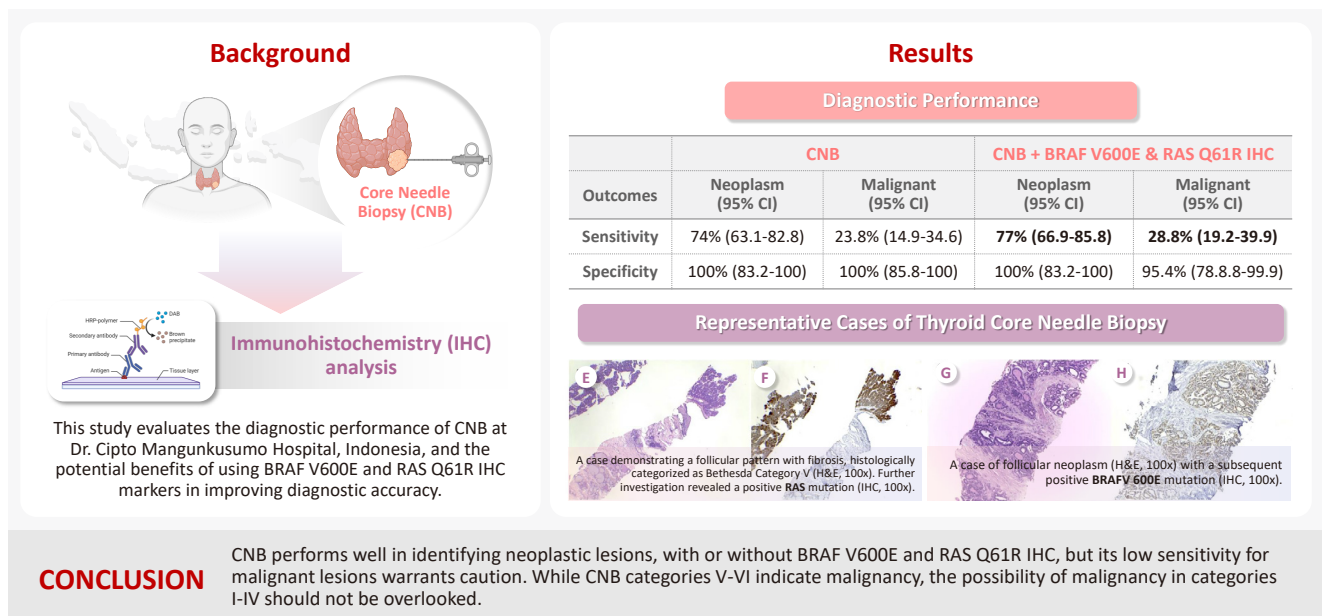 Background
Core Needle
Biopsy (CNB)
HRP-polymer
DAB
Secondary antibody
Brown
precipitate
Primary antibody
Antigen
Tissue layer
Immunohistochemistry (IHC)
analysis
This study evaluates the diagnostic performance of CNB at
Dr. Cipto Mangunkusumo Hospital, Indonesia, and the
potential benefits of using BRAF V600E and RAS Q61R IHC
markers in improving diagnostic accuracy.
Results
Diagnostic Performance
CNB CNB + BRAF V600E & RAS Q61R IHC
Outcomes Neoplasm (95% CI) Malignant (95% CI) Neoplasm (95% CI) Malignant (95% CI)
Sensitivity 74% (63.1-82.8) 23.8% (14.9-34.6) 77% (66.9-85.8) 28.8% (19.2-39.9)
Specificity 100% (83.2-100) 100% (85.8-100) 100% (83.2-100) 95.4% (78.8.8-99.9)
Representative Cases of Thyroid Core Needle Biopsy
E F G H
A case demonstrating a follicular pattern with fibrosis, histologically
categorized as Bethesda Category V (H&E, 100x). Further
investigation revealed a positive RAS mutation (IHC, 100x).
A case of follicular neoplasm (H&E, 100x) with a subsequent
positive BRAFV 600E mutation (IHC, 100x).
CONCLUSION
CNB performs well in identifying neoplastic lesions, with or without BRAF V600E and RAS Q61R IHC, but its low sensitivity for
malignant lesions warrants caution. While CNB categories V-VI indicate malignancy, the possibility of malignancy in categories
I-IV should not be overlooked.